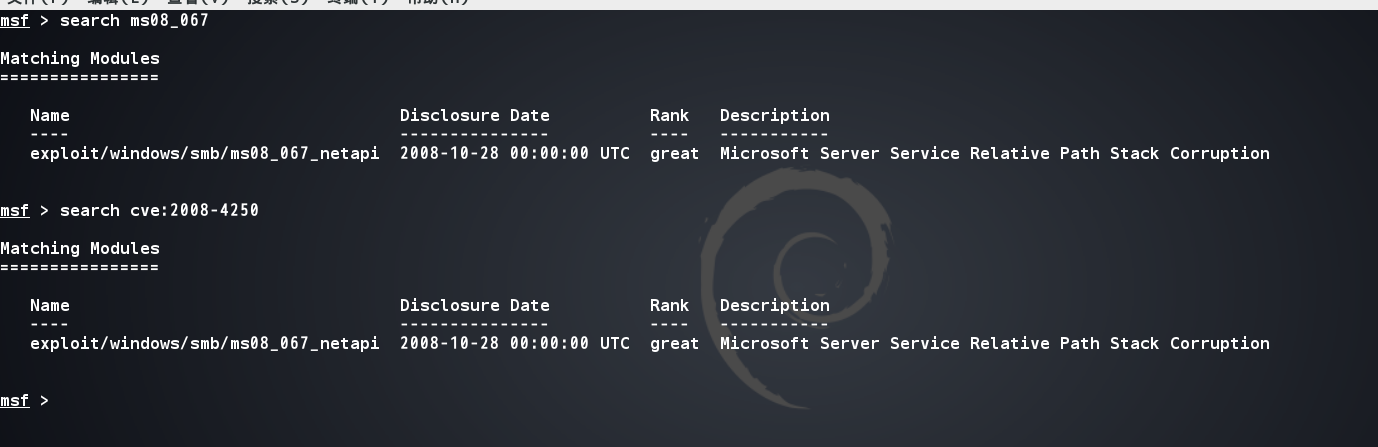 msf > search ms08_067
Matching Modules
================
Name Disclosure Date Rank Description
---- --------------- ---- -----------
exploit/windows/smb/ms08_067_netapi 2008-10-28 00:00:00 UTC great Microsoft Server Service Relative Path Stack Corruption
msf > search cve:2008-4250
Matching Modules
================
Name Disclosure Date Rank Description
---- --------------- ---- -----------
exploit/windows/smb/ms08_067_netapi 2008-10-28 00:00:00 UTC great Microsoft Server Service Relative Path Stack Corruption
msf >